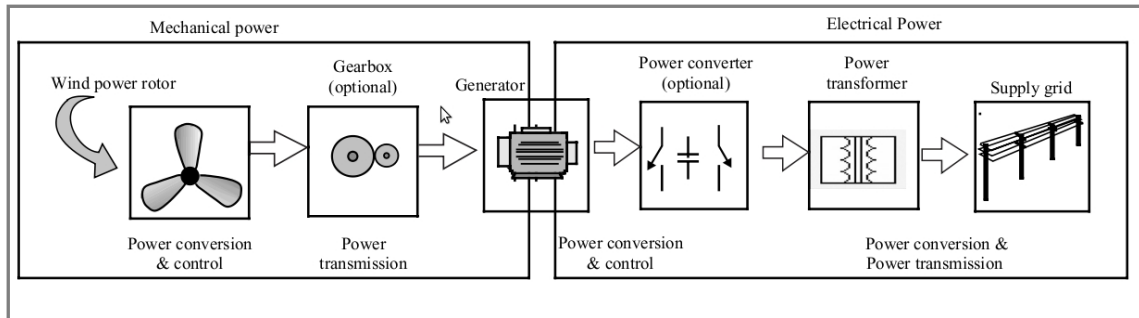 Mechanical power
Electrical Power
Wind power rotor
Gearbox
(optional)
Generator
Power converter
(optional)
Power
transformer
Supply grid
Power conversion
& control
Power
transmission
Power conversion
& control
Power conversion &
Power transmission